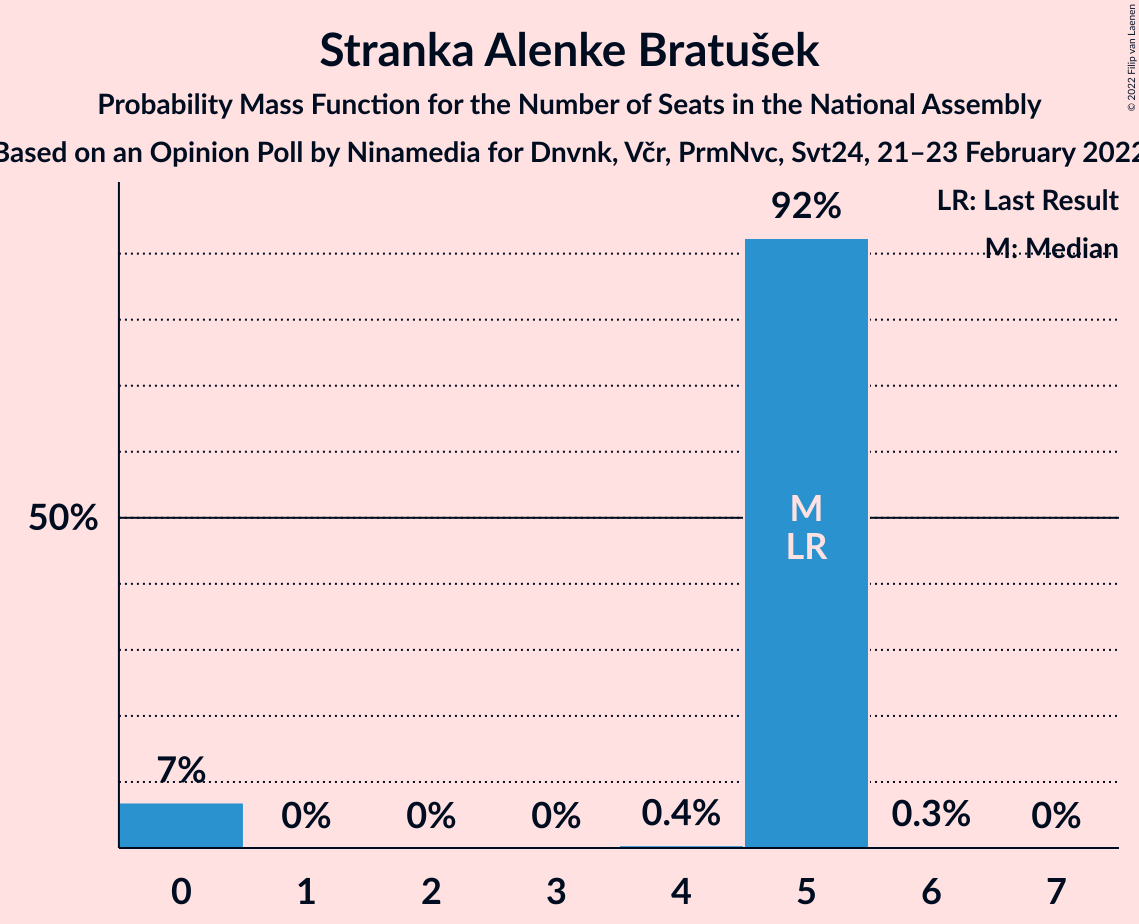 Stranka Alenke Bratušek
Probability Mass Function for the Number of Seats in the National Assembly
Based on an Opinion Poll by Ninamedia for Dnvnk, Včr, PrmNvc, Svt24, 21–23 February 2022
© 2022 Filip van Laenen
LR: Last Result
M: Median
92%
50%
M
LR
7%
0%
0%
0%
0.4%
0.3%
0%
0 1 2 3 4 5 6 7